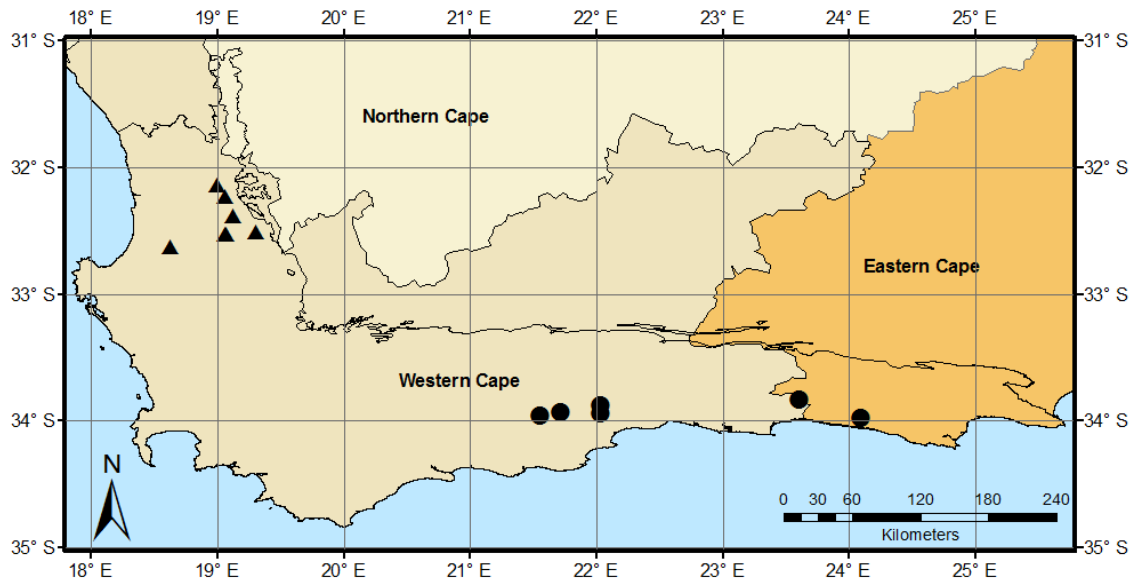 18° E 19° E 20° E 21° E 22° E 23° E 24° E 25° E
31° S 31° S
Northern Cape
32° S 32° S
Eastern Cape
33° S 33° S
Western Cape
34° S 34° S
N
0 30 60 120 180 240
Kilometers
35° S 35° S
18° E 19° E 20° E 21° E 22° E 23° E 24° E 25° E